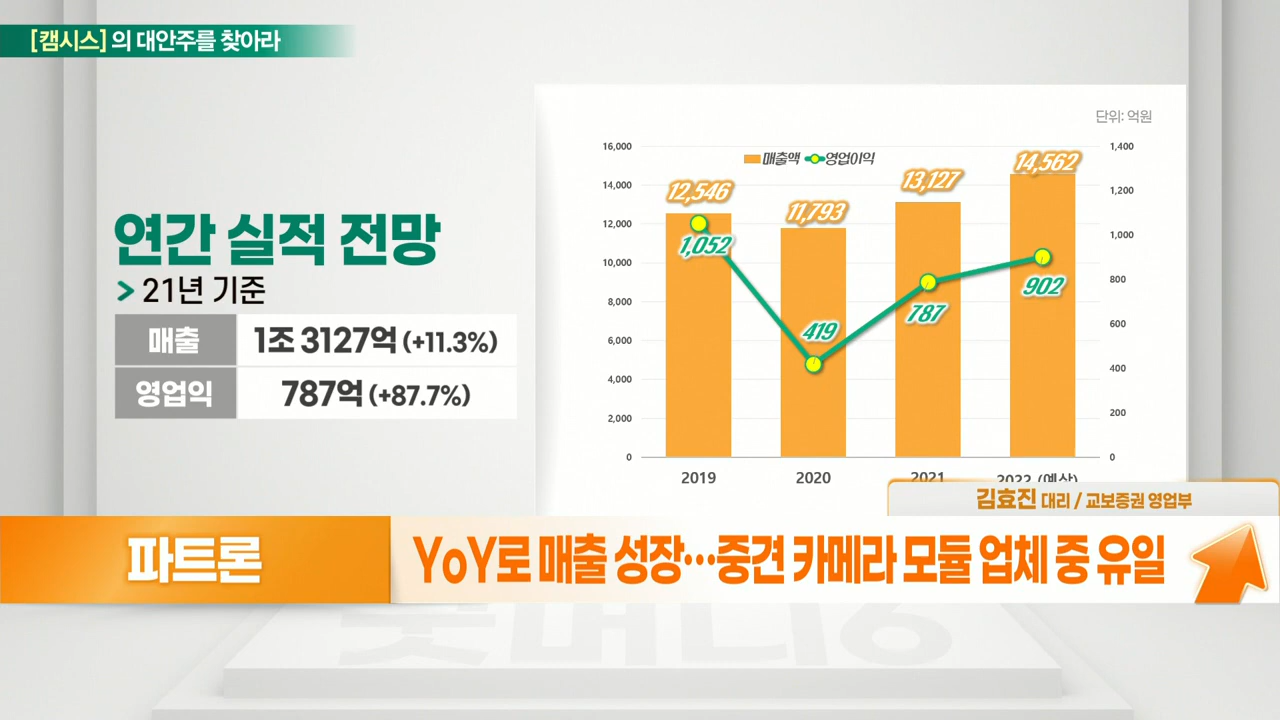 [캠시스]의 대안주를 찾아라
단위: 억원
매출액 영업이익
16,000
14,000
12,000
10,000
8,000
6,000
4,000
2,000
0
1,400
1,200
1,000
800
600
400
200
0
12,546
11,793
13,127
14,562
1,052
419
787
902
2019 2020 2021 2022 (예상)
연간 실적 전망
> 21년 기준
매출 1조 3127억 (+11.3%)
영업익 787억 (+87.7%)
김효진 대리 / 교보증권 영업부
파트론
YoY로 매출 성장…중견 카메라 모듈 업체 중 유일